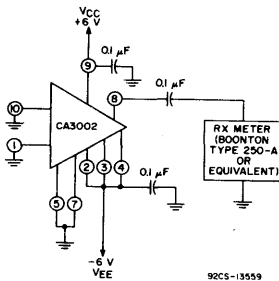 VCC
+6 V
0.1 µF
9
8
0.1 µF
10
1
CA3002
5
7
2
3
4
0.1 µF
RX METER
(BOONTON
TYPE 250-A
OR
EQUIVALENT)
-6 V
VEE
92CS-13559